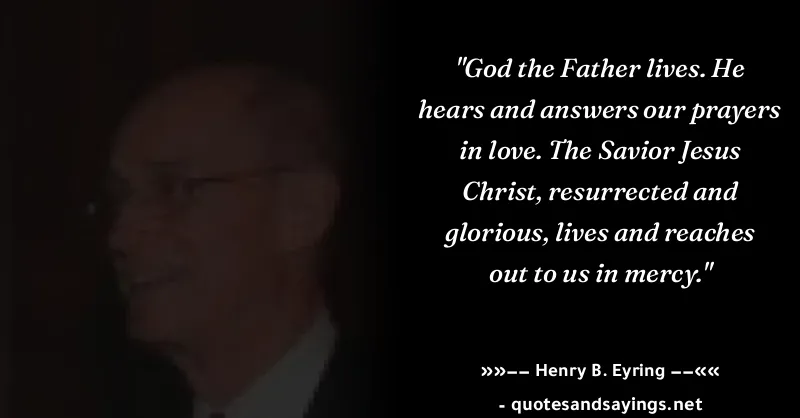 "God the Father lives. He
hears and answers our prayers
in love. The Savior Jesus
Christ, resurrected and
glorious, lives and reaches
out to us in mercy."
»»−− Henry B. Eyring −−««
- quotesandsayings.net